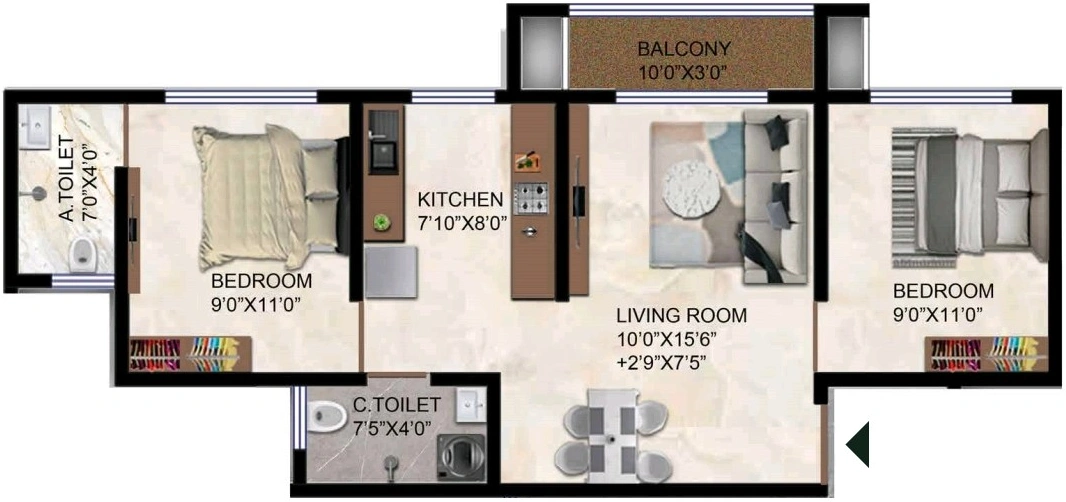 BALCONY
10'0"X3'0"
A.TOILET
7'0"X4'0"
KITCHEN
7'10"X8'0"
BEDROOM
9'0"X11'0"
BEDROOM
9'0"X11'0"
LIVING ROOM
10'0"X15'6"
+2'9"X7'5"
C.TOILET
7'5"X4'0"